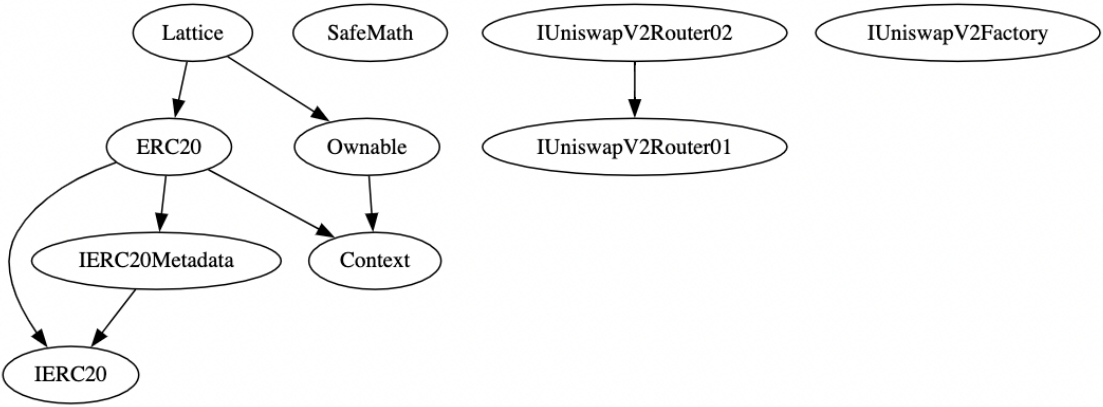 Lattice
SafeMath
IUniswapV2Router02
IUniswapV2Factory
ERC20
Ownable
IUniswapV2Router01
IERC20Metadata
Context
IERC20